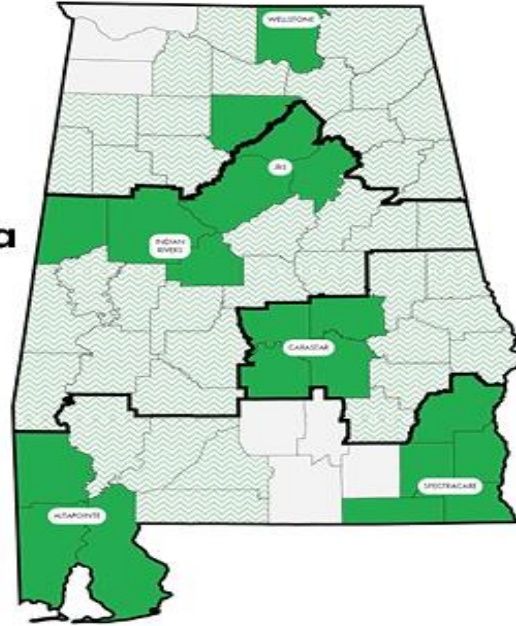 WELLSTONE
JBS
a
INDIAN
RIVERS
CARASTAR
SPECTRACARE
ALTAPOINTE